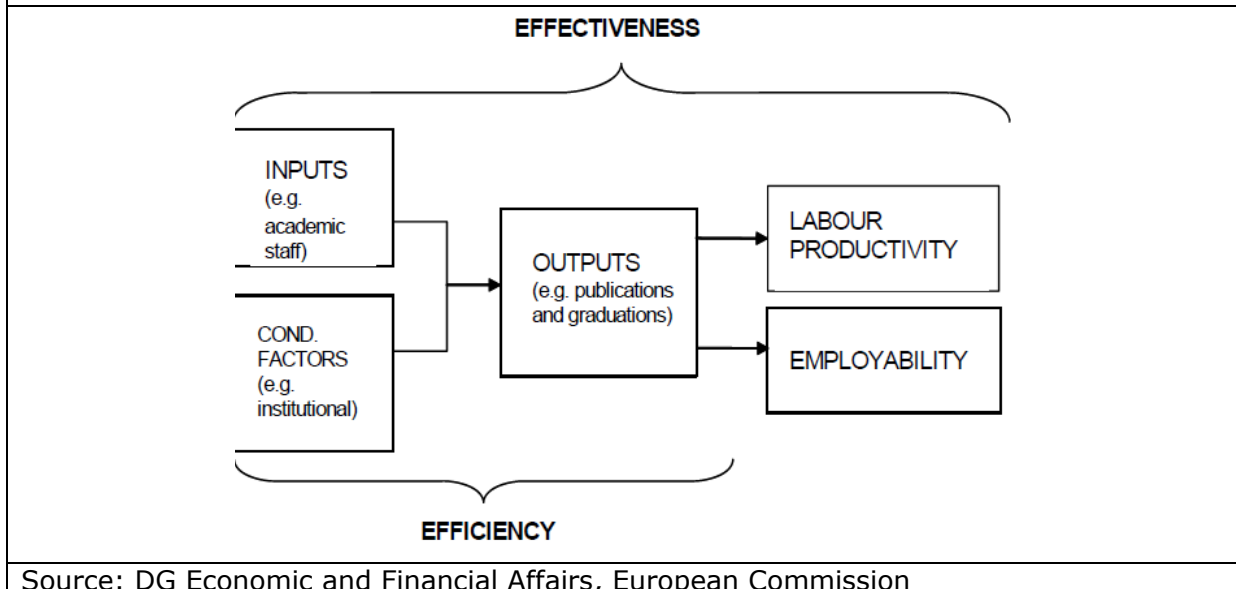 EFFECTIVENESS
INPUTS
(e.g.
academic
staff)
COND.
FACTORS
(e.g.
institutional)
OUTPUTS
(e.g. publications
and graduations)
LABOUR
PRODUCTIVITY
EMPLOYABILITY
EFFICIENCY
Source: DG Economic and Financial Affairs, European Commission